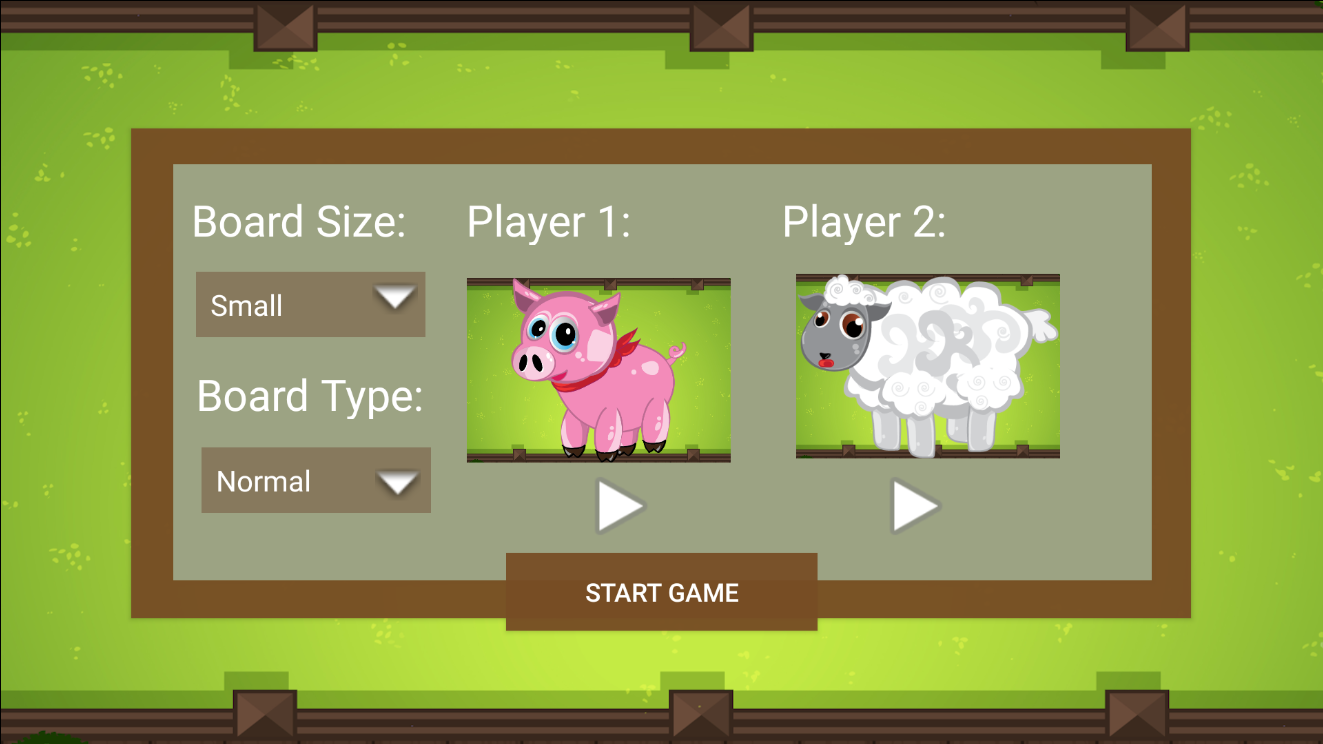 Board Size:
Small
Board Type:
Normal
Player 1:
Player 2:
START GAME